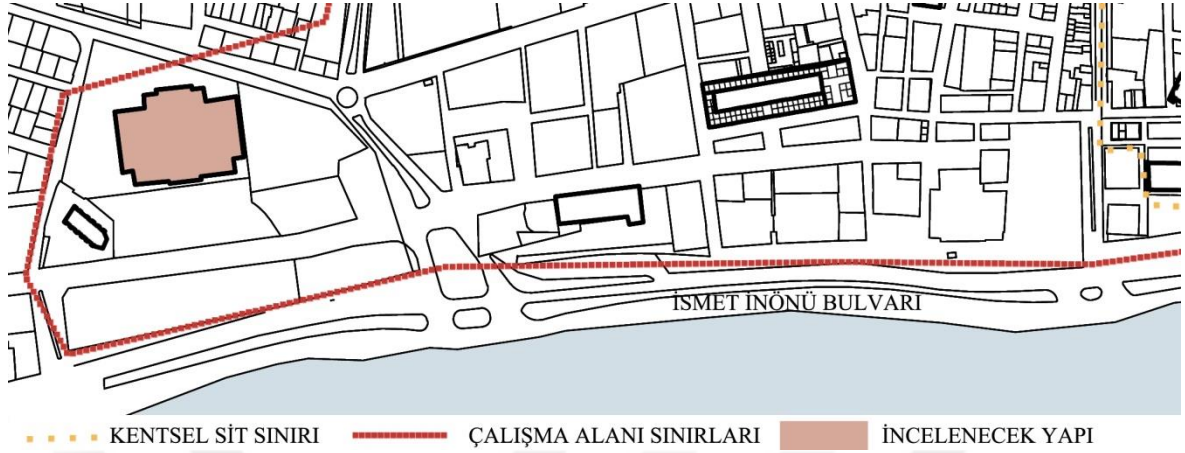 İSMET İNÖNÜ BULVARI
KENTSEL SİT SINIRI ÇALIŞMA ALANI SINIRLARI İNCELENECEK YAPI